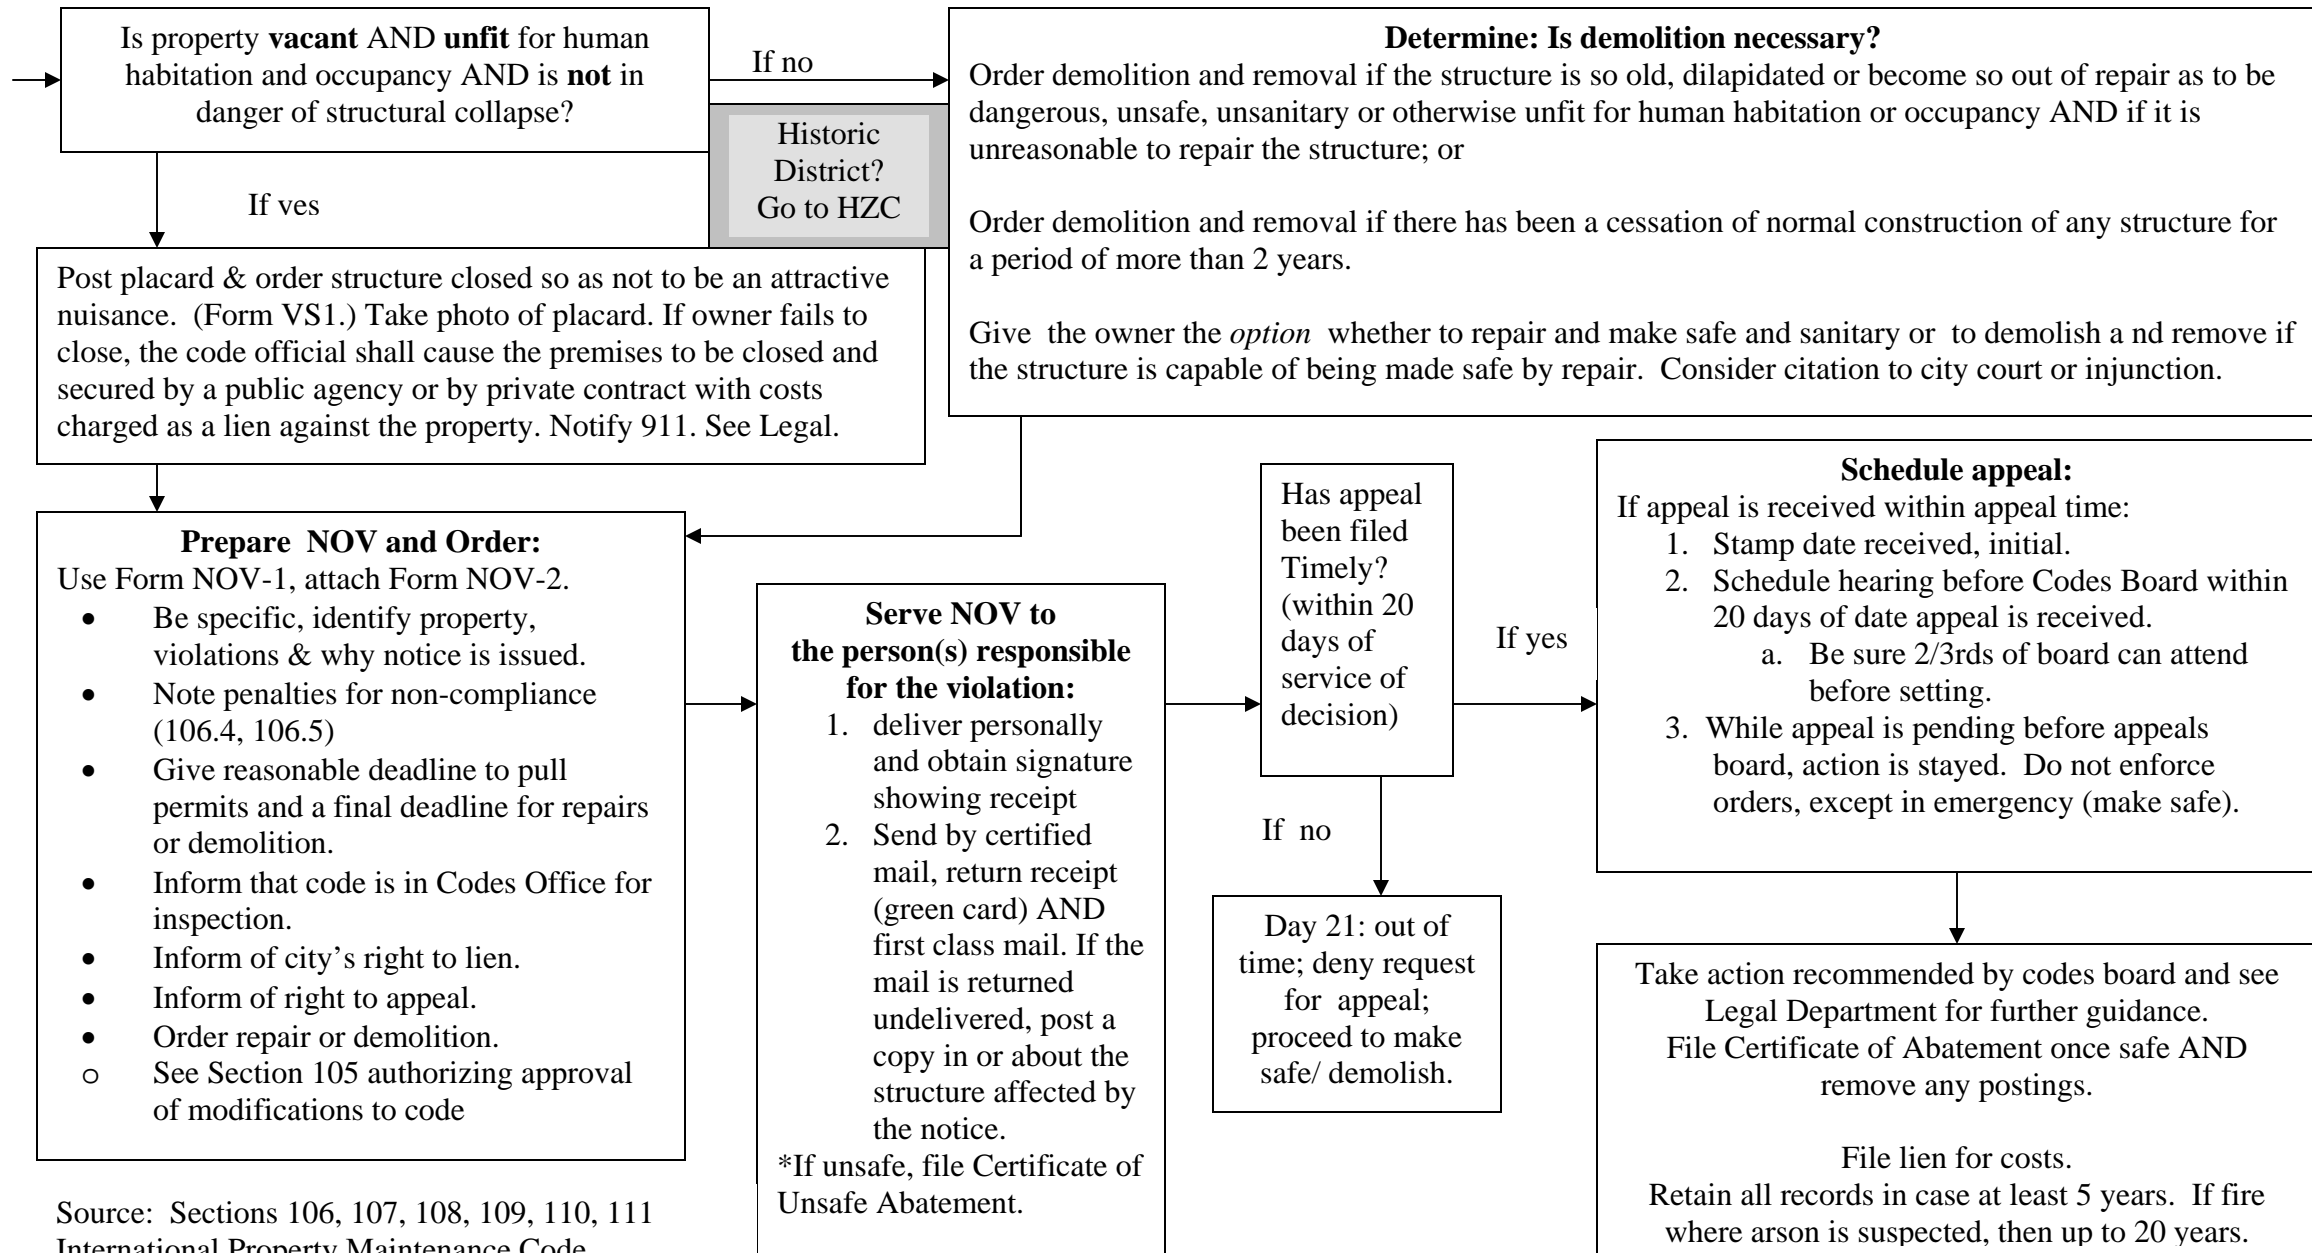 Is property vacant AND unfit for human
habitation and occupancy AND is not in
danger of structural collapse?
If no
Historic
District?
Go to HZC
Determine: Is demolition necessary?
Order demolition and removal if the structure is so old, dilapidated or become so out of repair as to be
dangerous, unsafe, unsanitary or otherwise unfit for human habitation or occupancy AND if it is
unreasonable to repair the structure; or
Order demolition and removal if there has been a cessation of normal construction of any structure for
a period of more than 2 years.
Give the owner the option whether to repair and make safe and sanitary or to demolish a nd remove if
the structure is capable of being made safe by repair. Consider citation to city court or injunction.
If yes
Post placard & order structure closed so as not to be an attractive
nuisance. (Form VS1.) Take photo of placard. If owner fails to
close, the code official shall cause the premises to be closed and
secured by a public agency or by private contract with costs
charged as a lien against the property. Notify 911. See Legal.
Prepare NOV and Order:
Use Form NOV-1, attach Form NOV-2.
• Be specific, identify property,
violations & why notice is issued.
• Note penalties for non-compliance
(106.4, 106.5)
• Give reasonable deadline to pull
permits and a final deadline for repairs
or demolition.
• Inform that code is in Codes Office for
inspection.
• Inform of city’s right to lien.
• Inform of right to appeal.
• Order repair or demolition.
o See Section 105 authorizing approval
of modifications to code
Source: Sections 106, 107, 108, 109, 110, 111
International Property Maintenance Code
Serve NOV to
the person(s) responsible
for the violation:
1. deliver personally
and obtain signature
showing receipt
2. Send by certified
mail, return receipt
(green card) AND
first class mail. If the
mail is returned
undelivered, post a
copy in or about the
structure affected by
the notice.
*If unsafe, file Certificate of
Unsafe Abatement.
Has appeal
been filed
Timely?
(within 20
days of
service of
decision)
If no
Day 21: out of
time; deny request
for appeal;
proceed to make
safe/ demolish.
If yes
Schedule appeal:
If appeal is received within appeal time:
1. Stamp date received, initial.
2. Schedule hearing before Codes Board within
20 days of date appeal is received.
a. Be sure 2/3rds of board can attend
before setting.
3. While appeal is pending before appeals
board, action is stayed. Do not enforce
orders, except in emergency (make safe).
Take action recommended by codes board and see
Legal Department for further guidance.
File Certificate of Abatement once safe AND
remove any postings.
File lien for costs.
Retain all records in case at least 5 years. If fire
where arson is suspected, then up to 20 years.